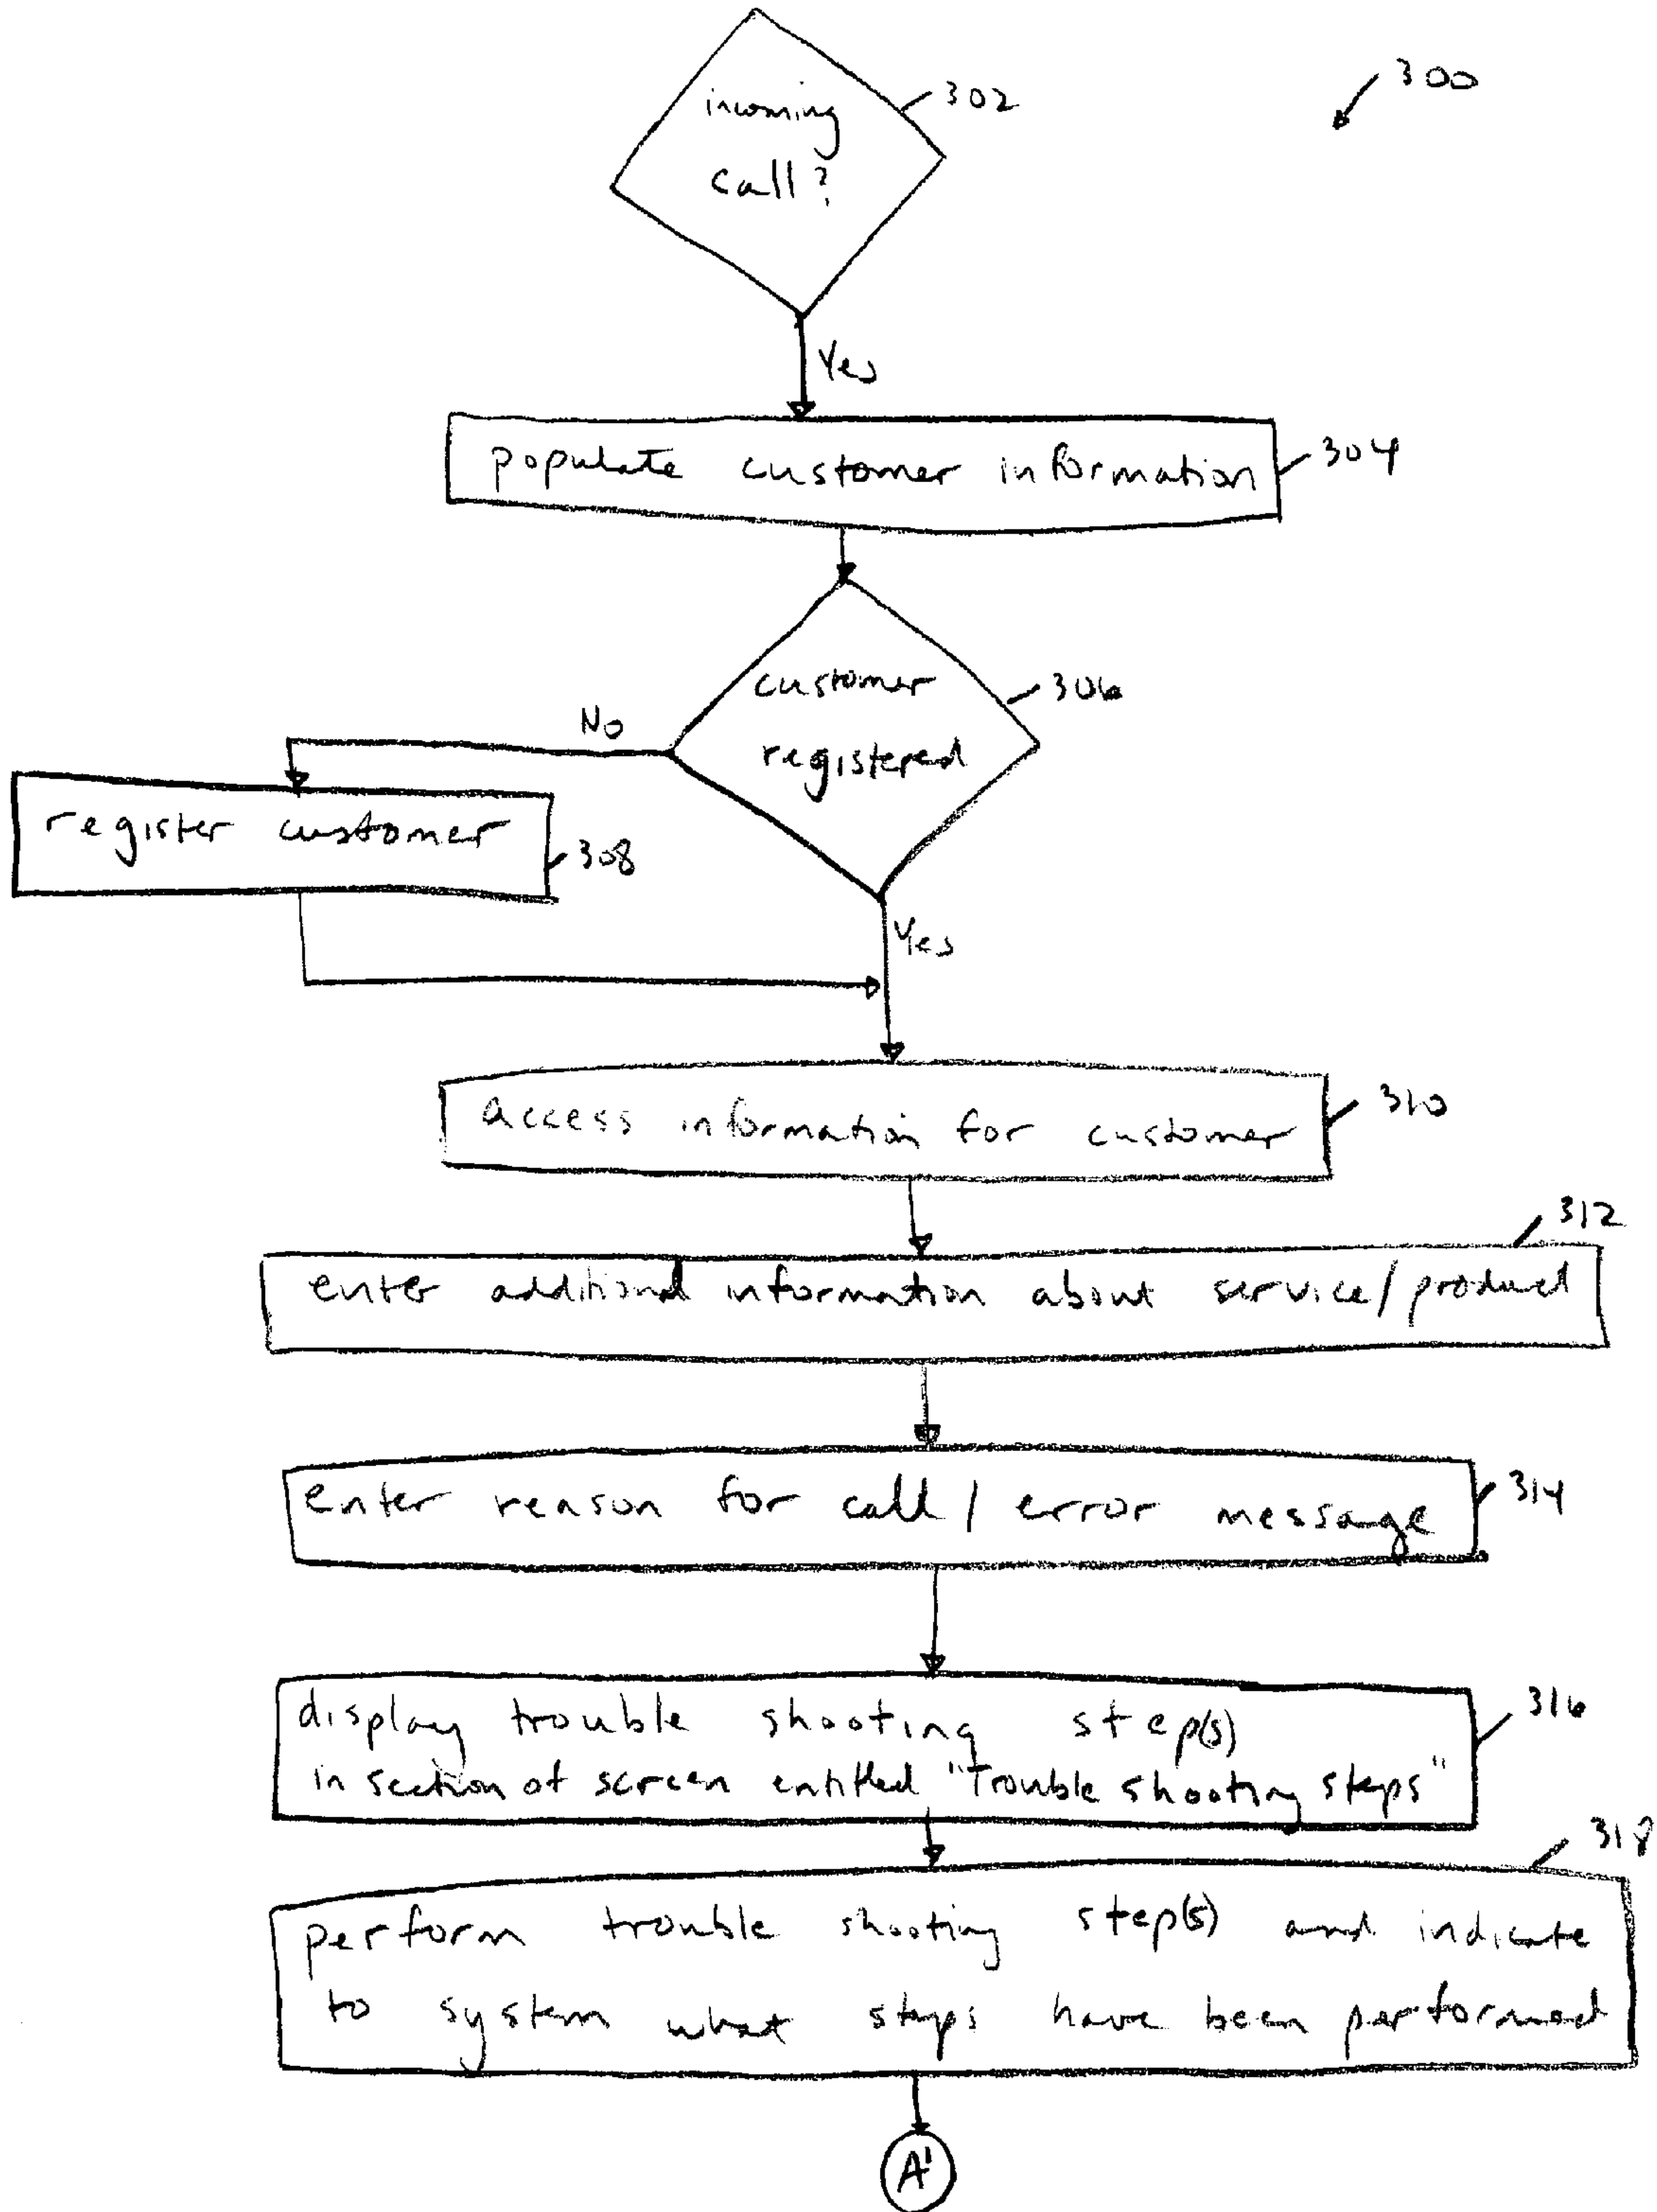 300
incoming
call?
302
Yes
populate customer information
304
customer
registered
306
No
register customer
308
Yes
access information for customer
310
312
enter additional information about service/product
enter reason for call / error message
314
display trouble shooting step(s)
in section of screen entitled "Trouble shooting steps"
316
318
perform trouble shooting step(s) and indicate
to system what steps have been performed
A'